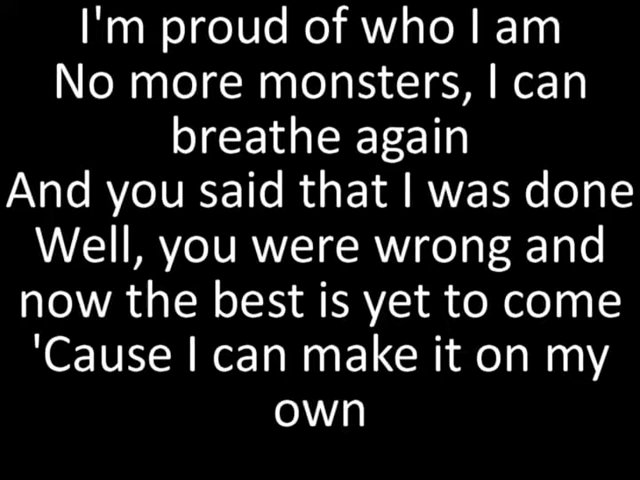 I'm proud of who I am
No more monsters, I can
breathe again
And you said that I was done
Well, you were wrong and
now the best is yet to come
'Cause I can make it on my
own